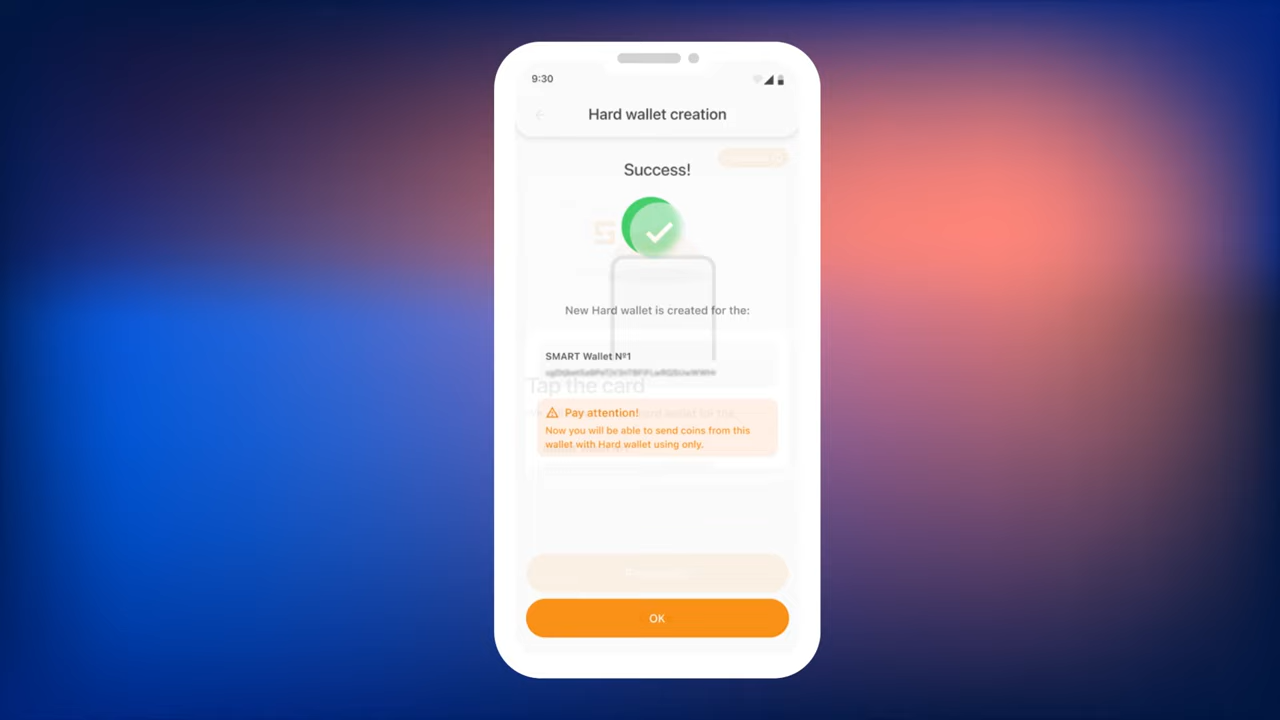 9:30
Hard wallet creation
Success!
New Hard wallet is created for the:
SMART Wallet Nº1
Tap the card
Pay attention!
Now you will be able to send coins from this
wallet with Hard wallet using only.
OK